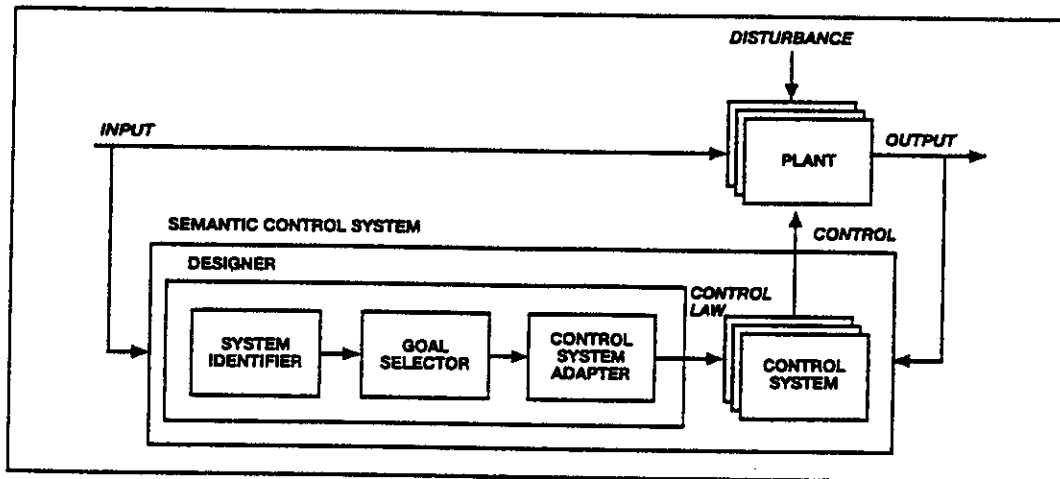 DISTURBANCE
INPUT
PLANT
OUTPUT
SEMANTIC CONTROL SYSTEM
CONTROL
DESIGNER
CONTROL
LAW
SYSTEM
IDENTIFIER
GOAL
SELECTOR
CONTROL
SYSTEM
ADAPTER
CONTROL
SYSTEM